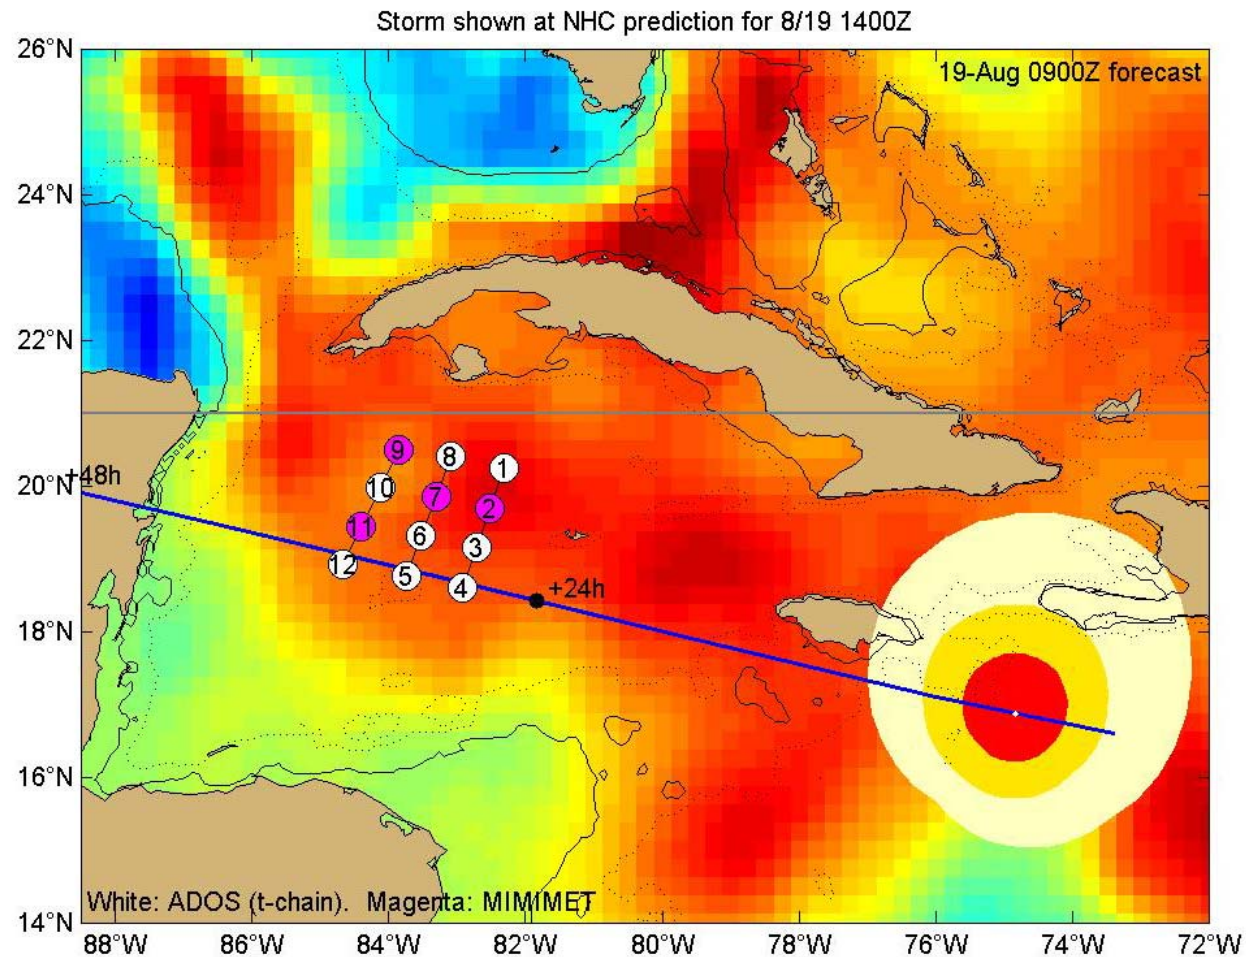 Storm shown at NHC prediction for 8/19 1400Z
26°N
19-Aug 0900Z forecast
24°N
22°N
9
8
1
+48h
20°N
10
7
2
11
6
3
12
5
4
+24h
18°N
16°N
White: ADOS (t-chain). Magenta: MIMIMET
14°N
88°W 86°W 84°W 82°W 80°W 78°W 76°W 74°W 72°W